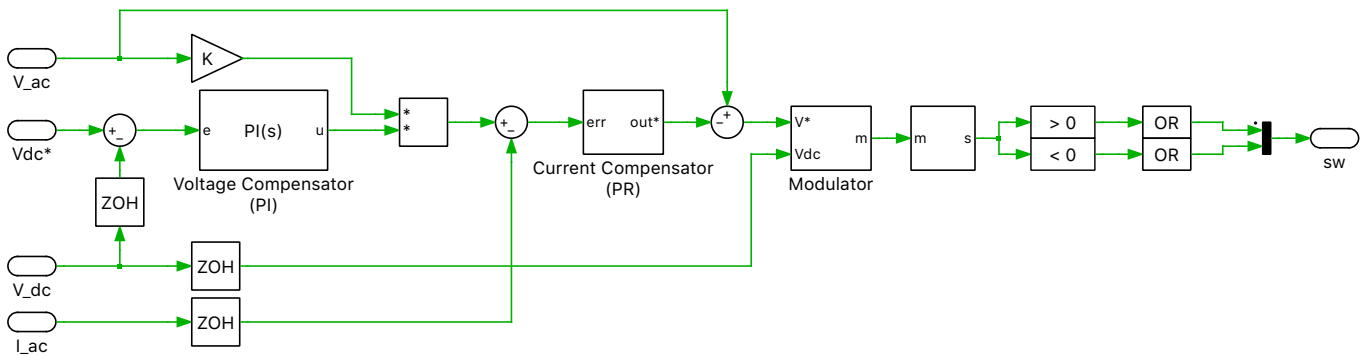 V_ac
K
Vdc*
+
−
e
PI(s)
u
Voltage Compensator
(PI)
*
*
+
−
err
out*
Current Compensator
(PR)
+
−
V*
Vdc
m
Modulator
m
s
> 0
< 0
OR
OR
sw
ZOH
V_dc
ZOH
I_ac
ZOH